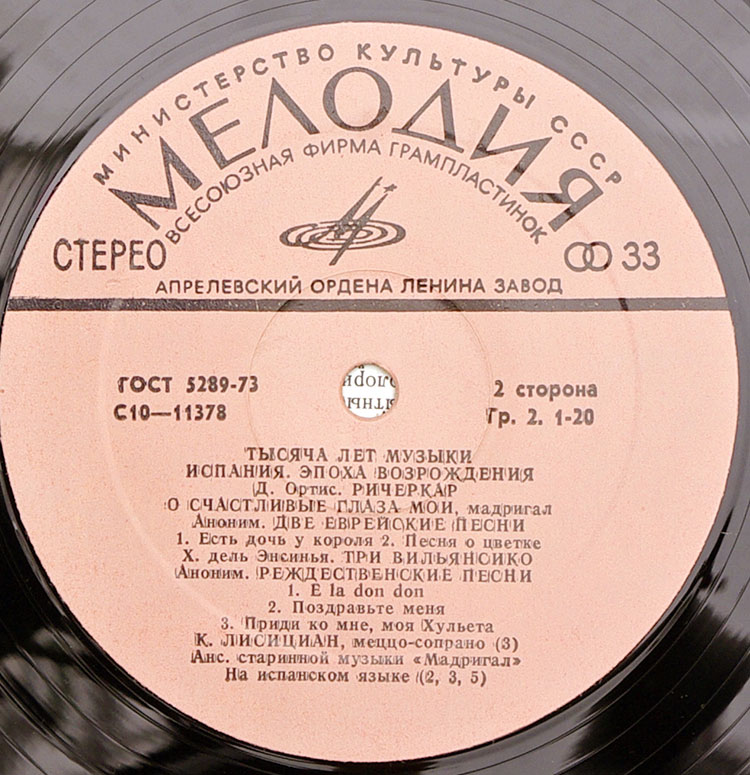 МИНИСТЕРСТВО КУЛЬТУРЫ СССР
МЕЛОДИЯ
ВСЕСОЮЗНАЯ ФИРМА ГРАМПЛАСТИНОК
СТЕРЕО
33
АПРЕЛЕВСКИЙ ОРДЕНА ЛЕНИНА ЗАВОД
ГОСТ 5289-73
С10—11378
2 сторона
Гр. 2. 1-20
ТЫСЯЧА ЛЕТ МУЗЫКИ
ИСПАНИЯ. ЭПОХА ВОЗРОЖДЕНИЯ
Д. Ортис. РИЧЕРКАР
О СЧАСТЛИВЫЕ ГЛАЗА МОИ, мадригал
Аноним. ДВЕ ЕВРЕЙСКИЕ ПЕСНИ
1. Есть дочь у короля 2. Песня о цветке
Х. дель Энсинья. ТРИ ВИЛЬЯНСИКО
Аноним. РЕЖДЕСТВЕНСКИЕ ПЕСНИ
1. E la don don
2. Поздравьте меня
3. Приди ко мне, моя Хульета
К. ЛИСИЦИАН, меццо-сопрано (3)
Анс. старинной музыки «Мадригал»
На испанском языке (2, 3, 5)